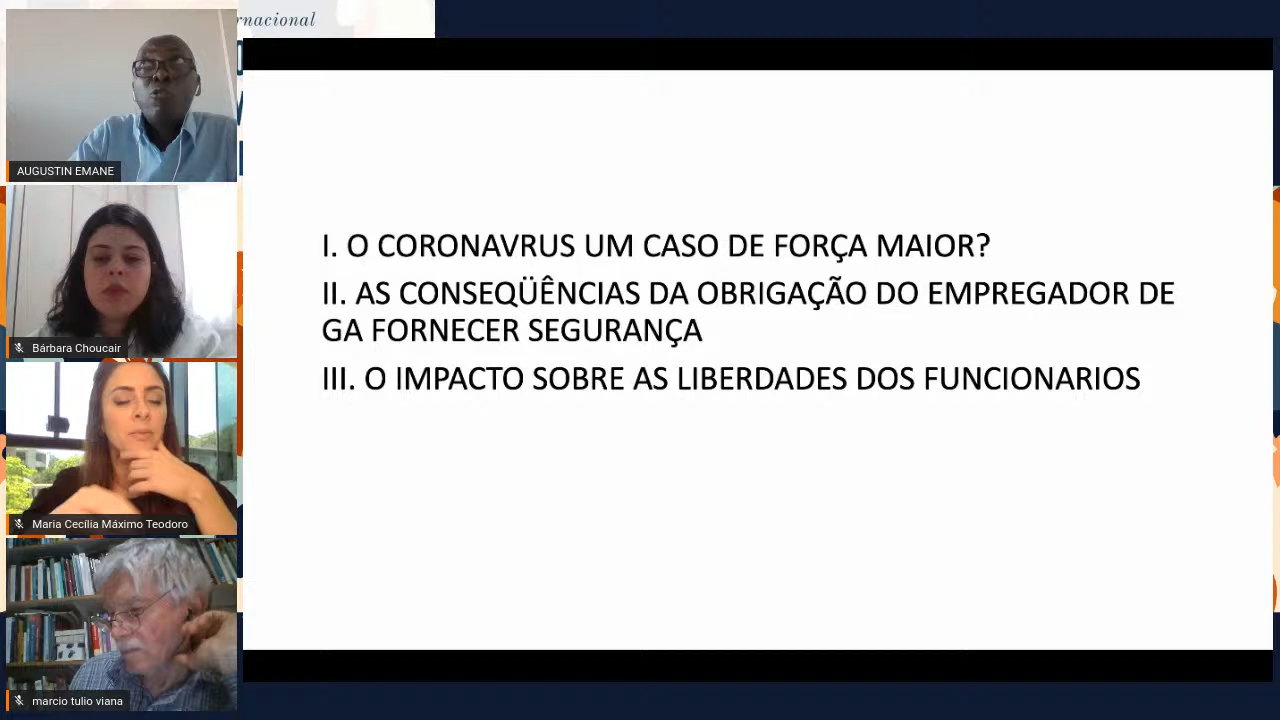 rnacional
AUGUSTIN EMANE
Bárbara Choucair
Maria Cecília Máximo Teodoro
marcio tulio viana
I. O CORONAVRUS UM CASO DE FORÇA MAIOR?
II. AS CONSEQÜÊNCIAS DA OBRIGAÇÃO DO EMPREGADOR DE
GA FORNECER SEGURANÇA
III. O IMPACTO SOBRE AS LIBERDADES DOS FUNCIONARIOS